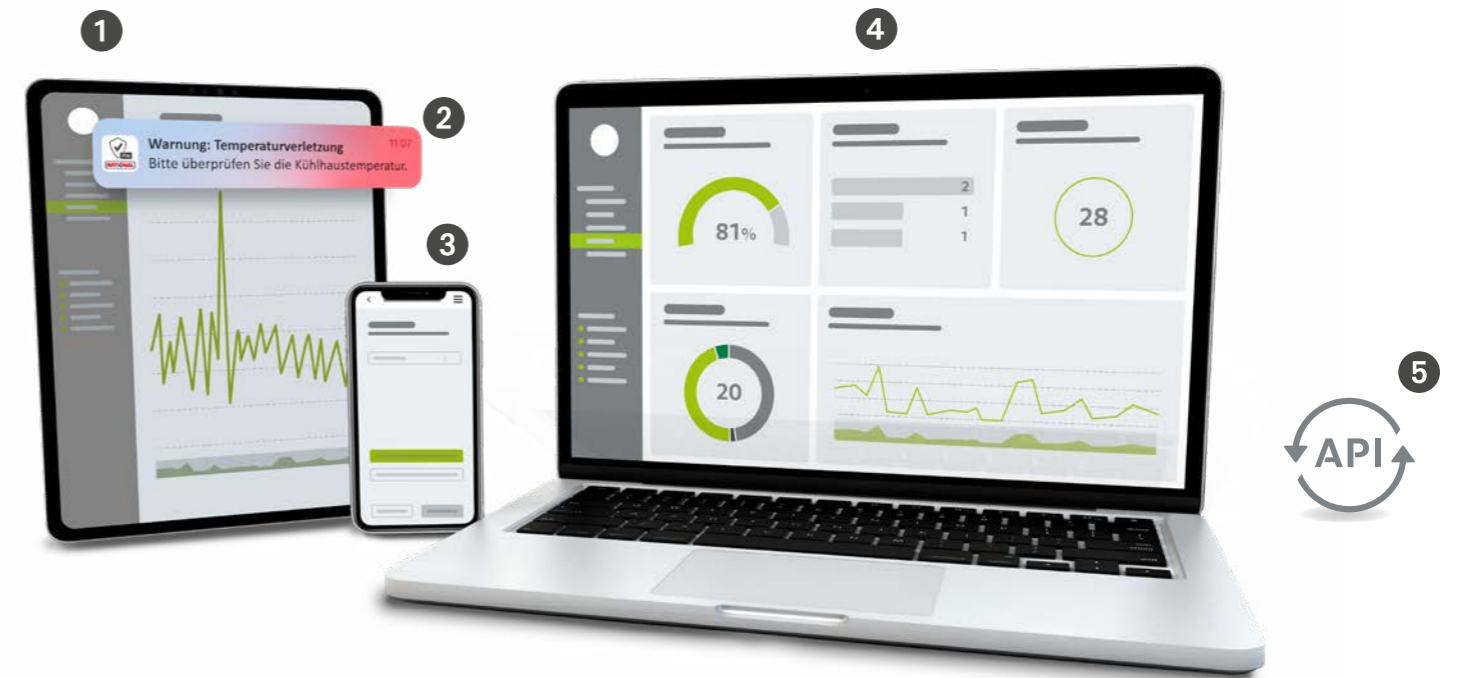 1
4
2
Warnung: Temperaturverletzung 11:07
Bitte überprüfen Sie die Kühlhaustemperatur.
NATIONAL
3
81%
2
1
1
28
20
5
API